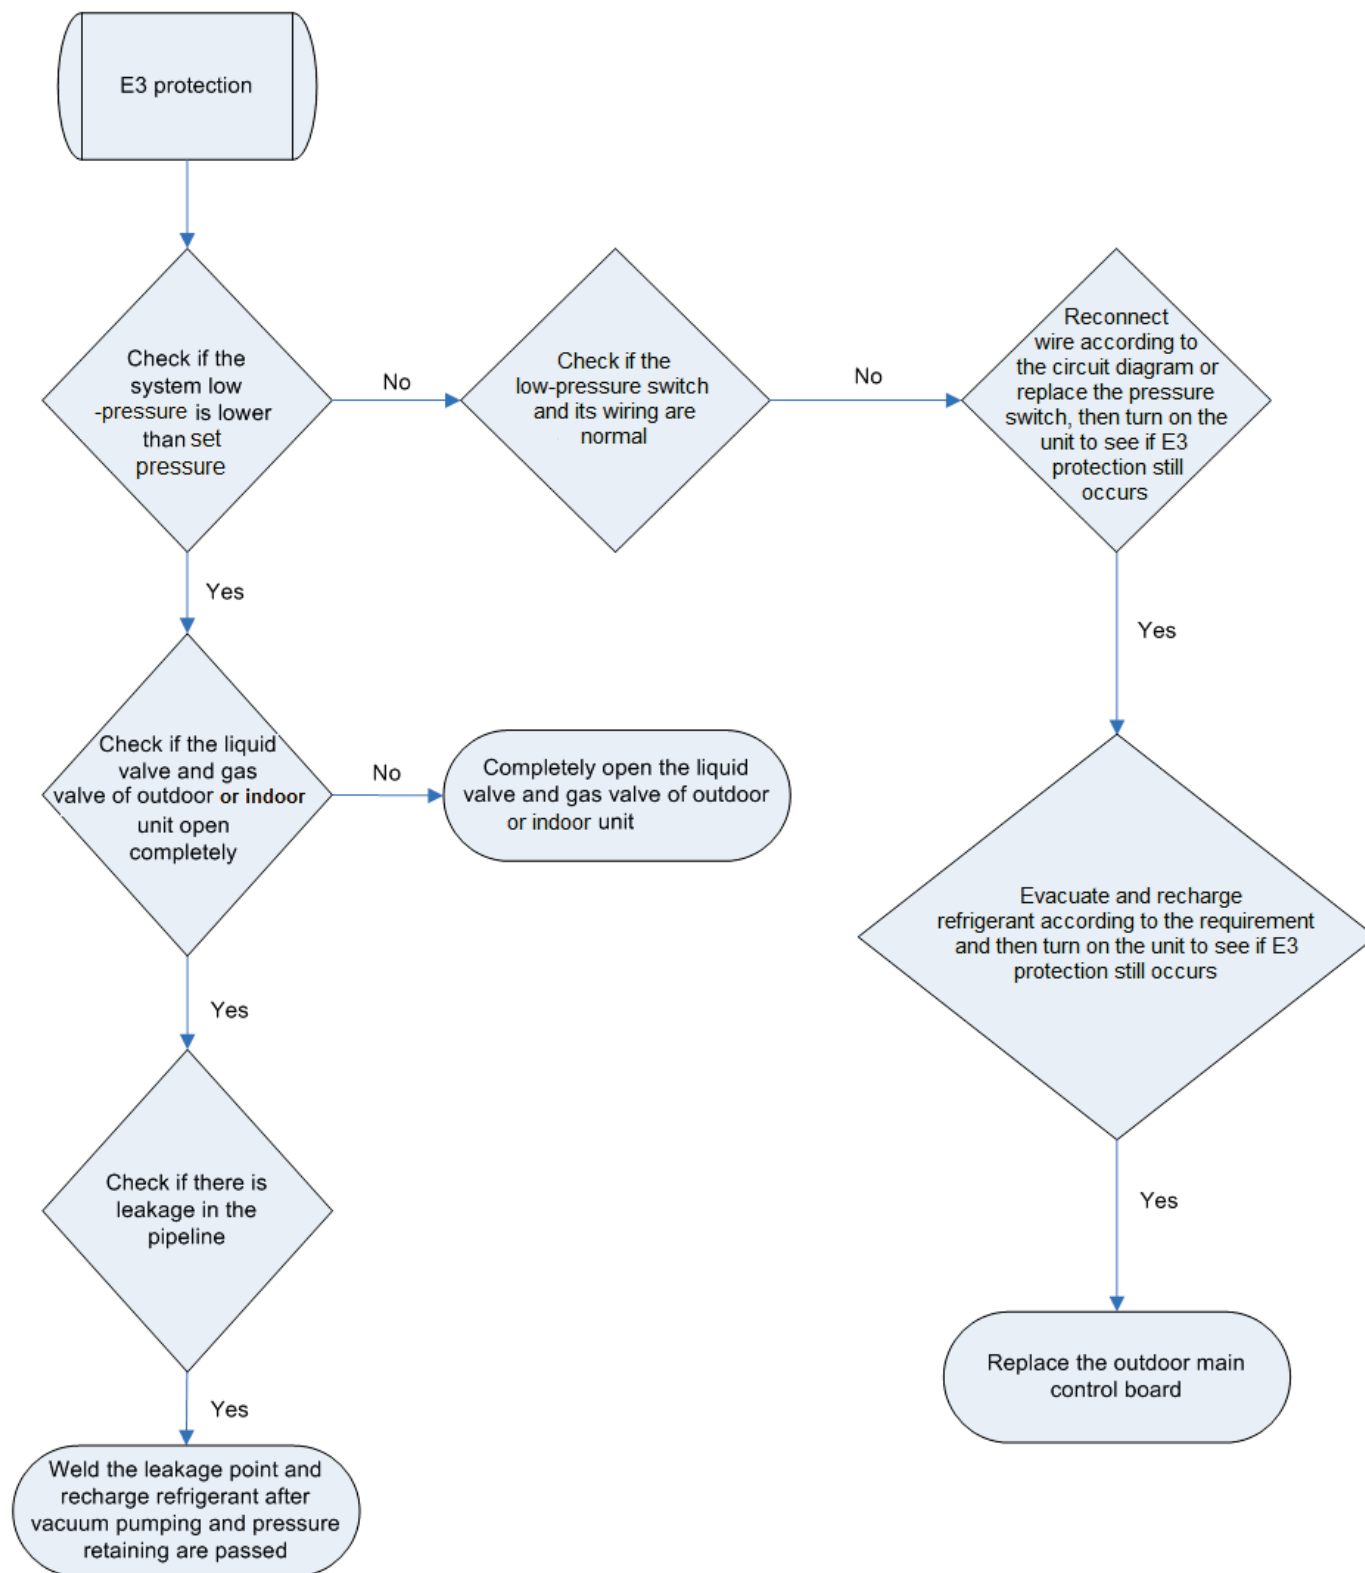 E3 protection
Check if the
system low
-pressure is lower
than set
pressure
No
Check if the
low-pressure switch
and its wiring are
normal
No
Reconnect
wire according to
the circuit diagram or
replace the pressure
switch, then turn on the
unit to see if E3
protection still
occurs
Yes
Yes
Check if the liquid
valve and gas
valve of outdoor or indoor
unit open
completely
No
Completely open the liquid
valve and gas valve of outdoor
or indoor unit
Evacuate and recharge
refrigerant according to the requirement
and then turn on the unit to see if E3
protection still occurs
Yes
Check if there is
leakage in the
pipeline
Yes
Replace the outdoor main
control board
Yes
Weld the leakage point and
recharge refrigerant after
vacuum pumping and pressure
retaining are passed